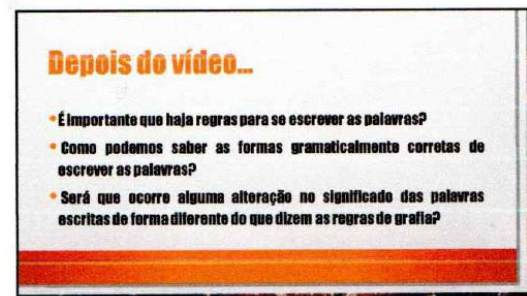 Depois do vídeo...
É importante que haja regras para se escrever as palavras?
Como podemos saber as formas gramaticalmente corretas de
escrever as palavras?
Será que ocorre alguma alteração no significado das palavras
escritas de forma diferente do que dizem as regras de grafia?